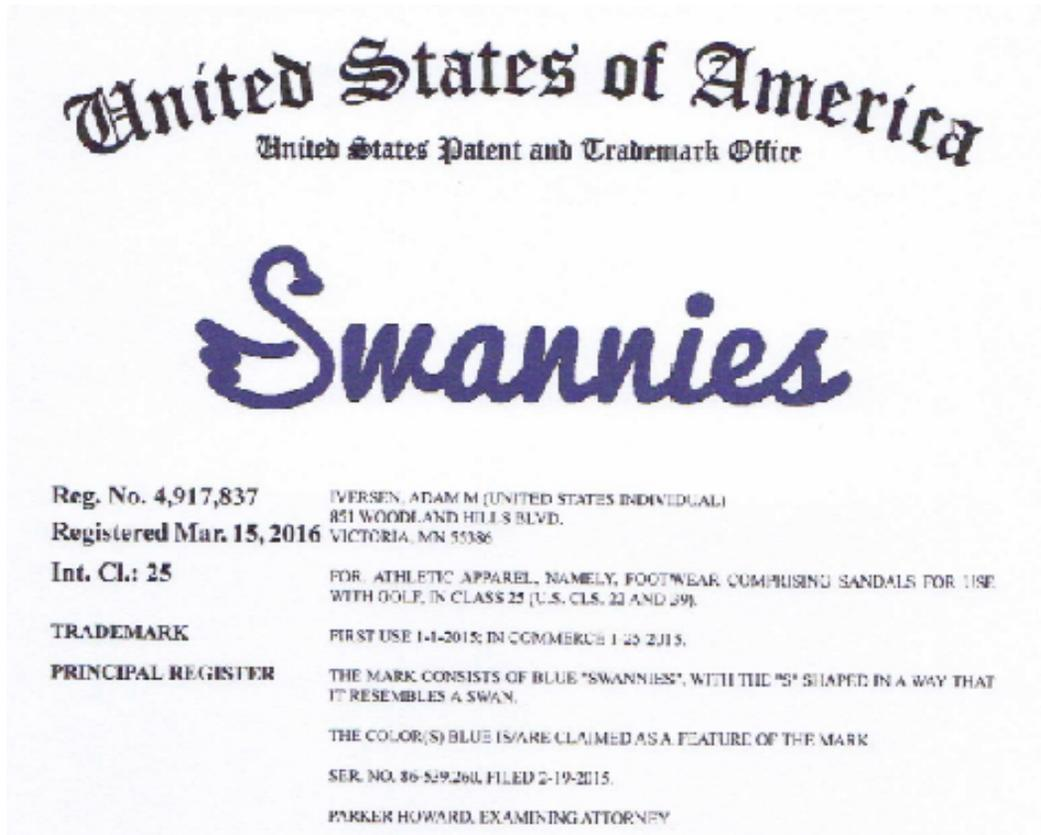 United States of America
United States Patent and Trademark Office
Swannies
Reg. No. 4,917,837
Registered Mar. 15, 2016
Int. Cl.: 25
TRADEMARK
PRINCIPAL REGISTER
IVERSEN, ADAM M (UNITED STATES INDIVIDUAL)
851 WOODLAND HILLS BLVD.
VICTORIA, MN 55386
FOR: ATHLETIC APPAREL, NAMELY, FOOTWEAR COMPRISING SANDALS FOR USE
WITH GOLF, IN CLASS 25 (U.S. CLS. 22 AND 39).
FIRST USE 1-1-2015; IN COMMERCE 1-25-2015.
THE MARK CONSISTS OF BLUE "SWANNIES", WITH THE "S" SHAPED IN A WAY THAT
IT RESEMBLES A SWAN.
THE COLOR(S) BLUE IS/ARE CLAIMED AS A FEATURE OF THE MARK
SER. NO. FILED 2-19-2015.
PARKER HOWARD, EXAMINING ATTORNEY